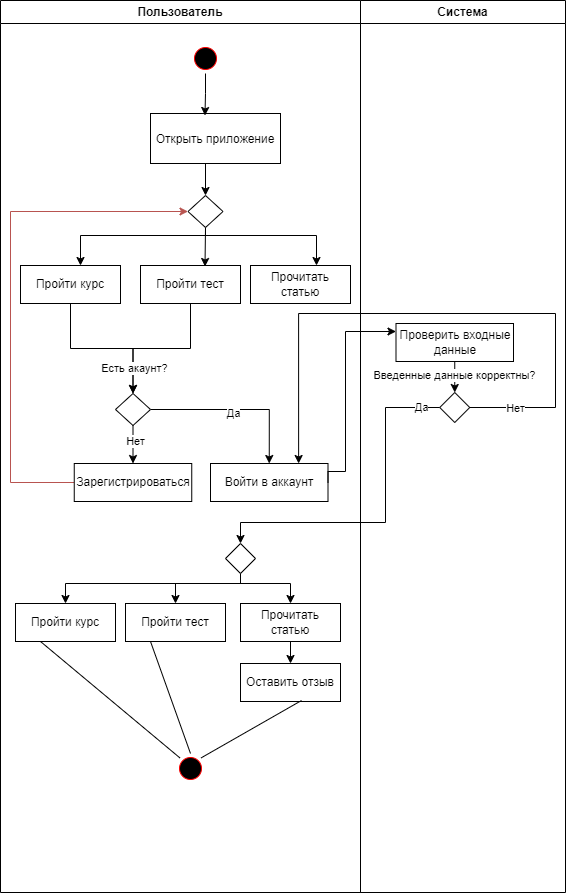 Пользователь
Система
Открыть приложение
Пройти курс
Пройти тест
Прочитать
статью
Проверить входные
данные
Есть акаунт?
Введенные данные корректны?
Да
Да
Нет
Нет
Зарегистрироваться
Войти в аккаунт
Пройти курс
Пройти тест
Прочитать
статью
Оставить отзыв